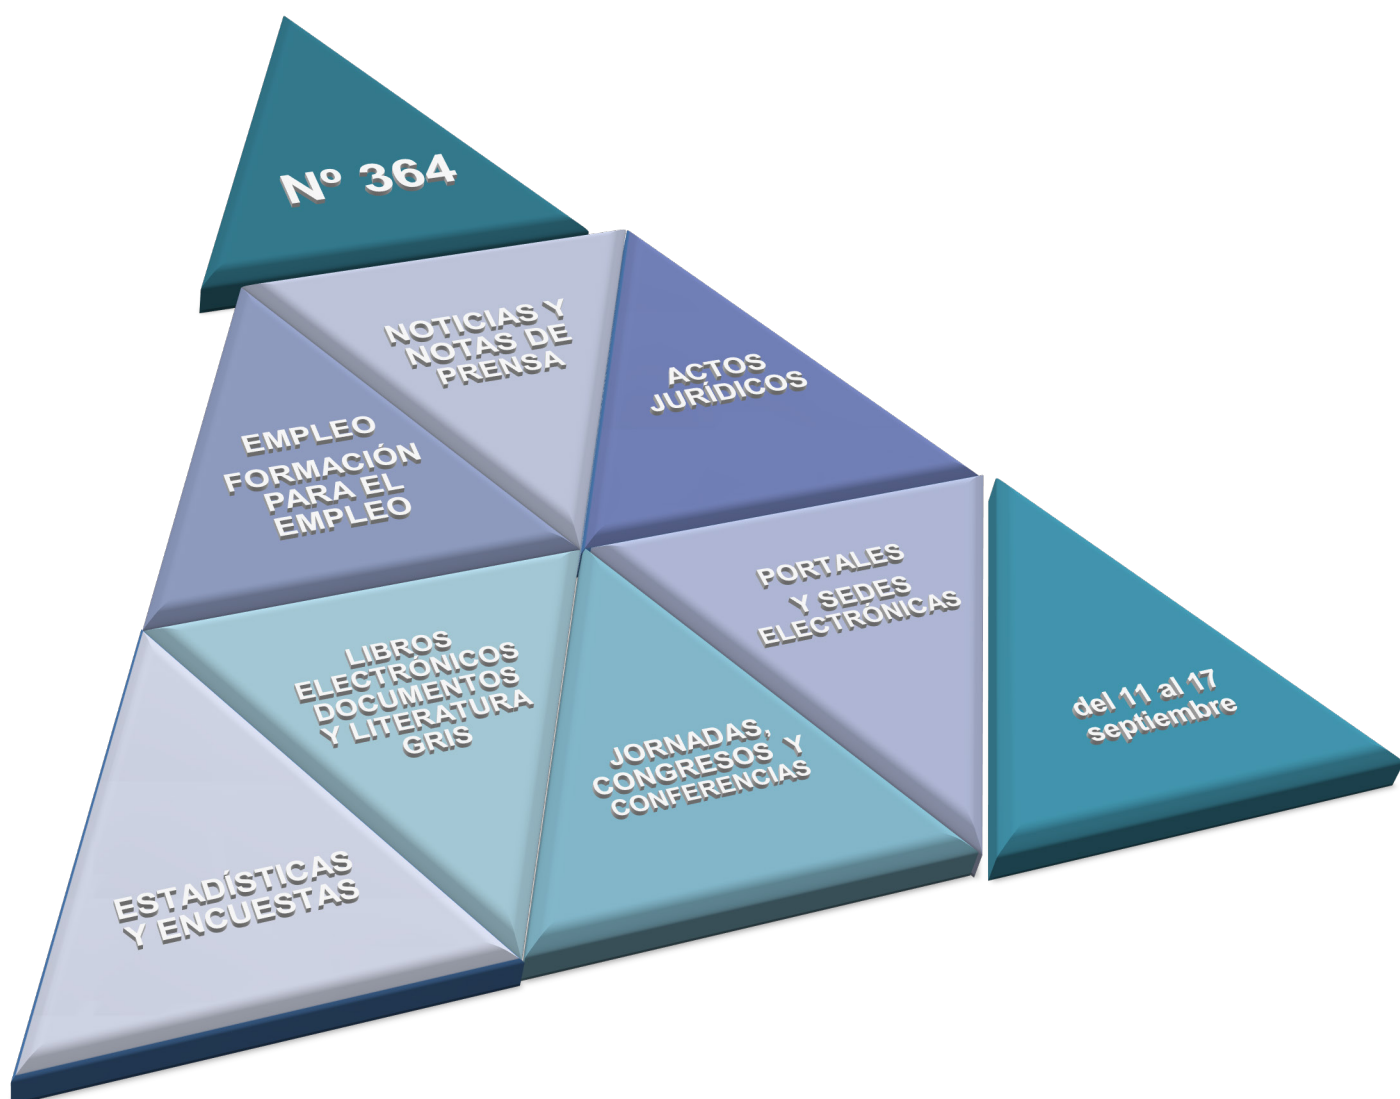 Nº 364
NOTICIAS Y
NOTAS DE
PRENSA
ACTOS
JURÍDICOS
EMPLEO
FORMACIÓN
PARA EL
EMPLEO
PORTALES
Y SEDES
ELECTRÓNICAS
LIBROS
ELECTRÓNICOS
DOCUMENTOS
Y LITERATURA
GRIS
JORNADAS,
CONGRESOS Y
CONFERENCIAS
del 11 al 17
septiembre
ESTADÍSTICAS
Y ENCUESTAS